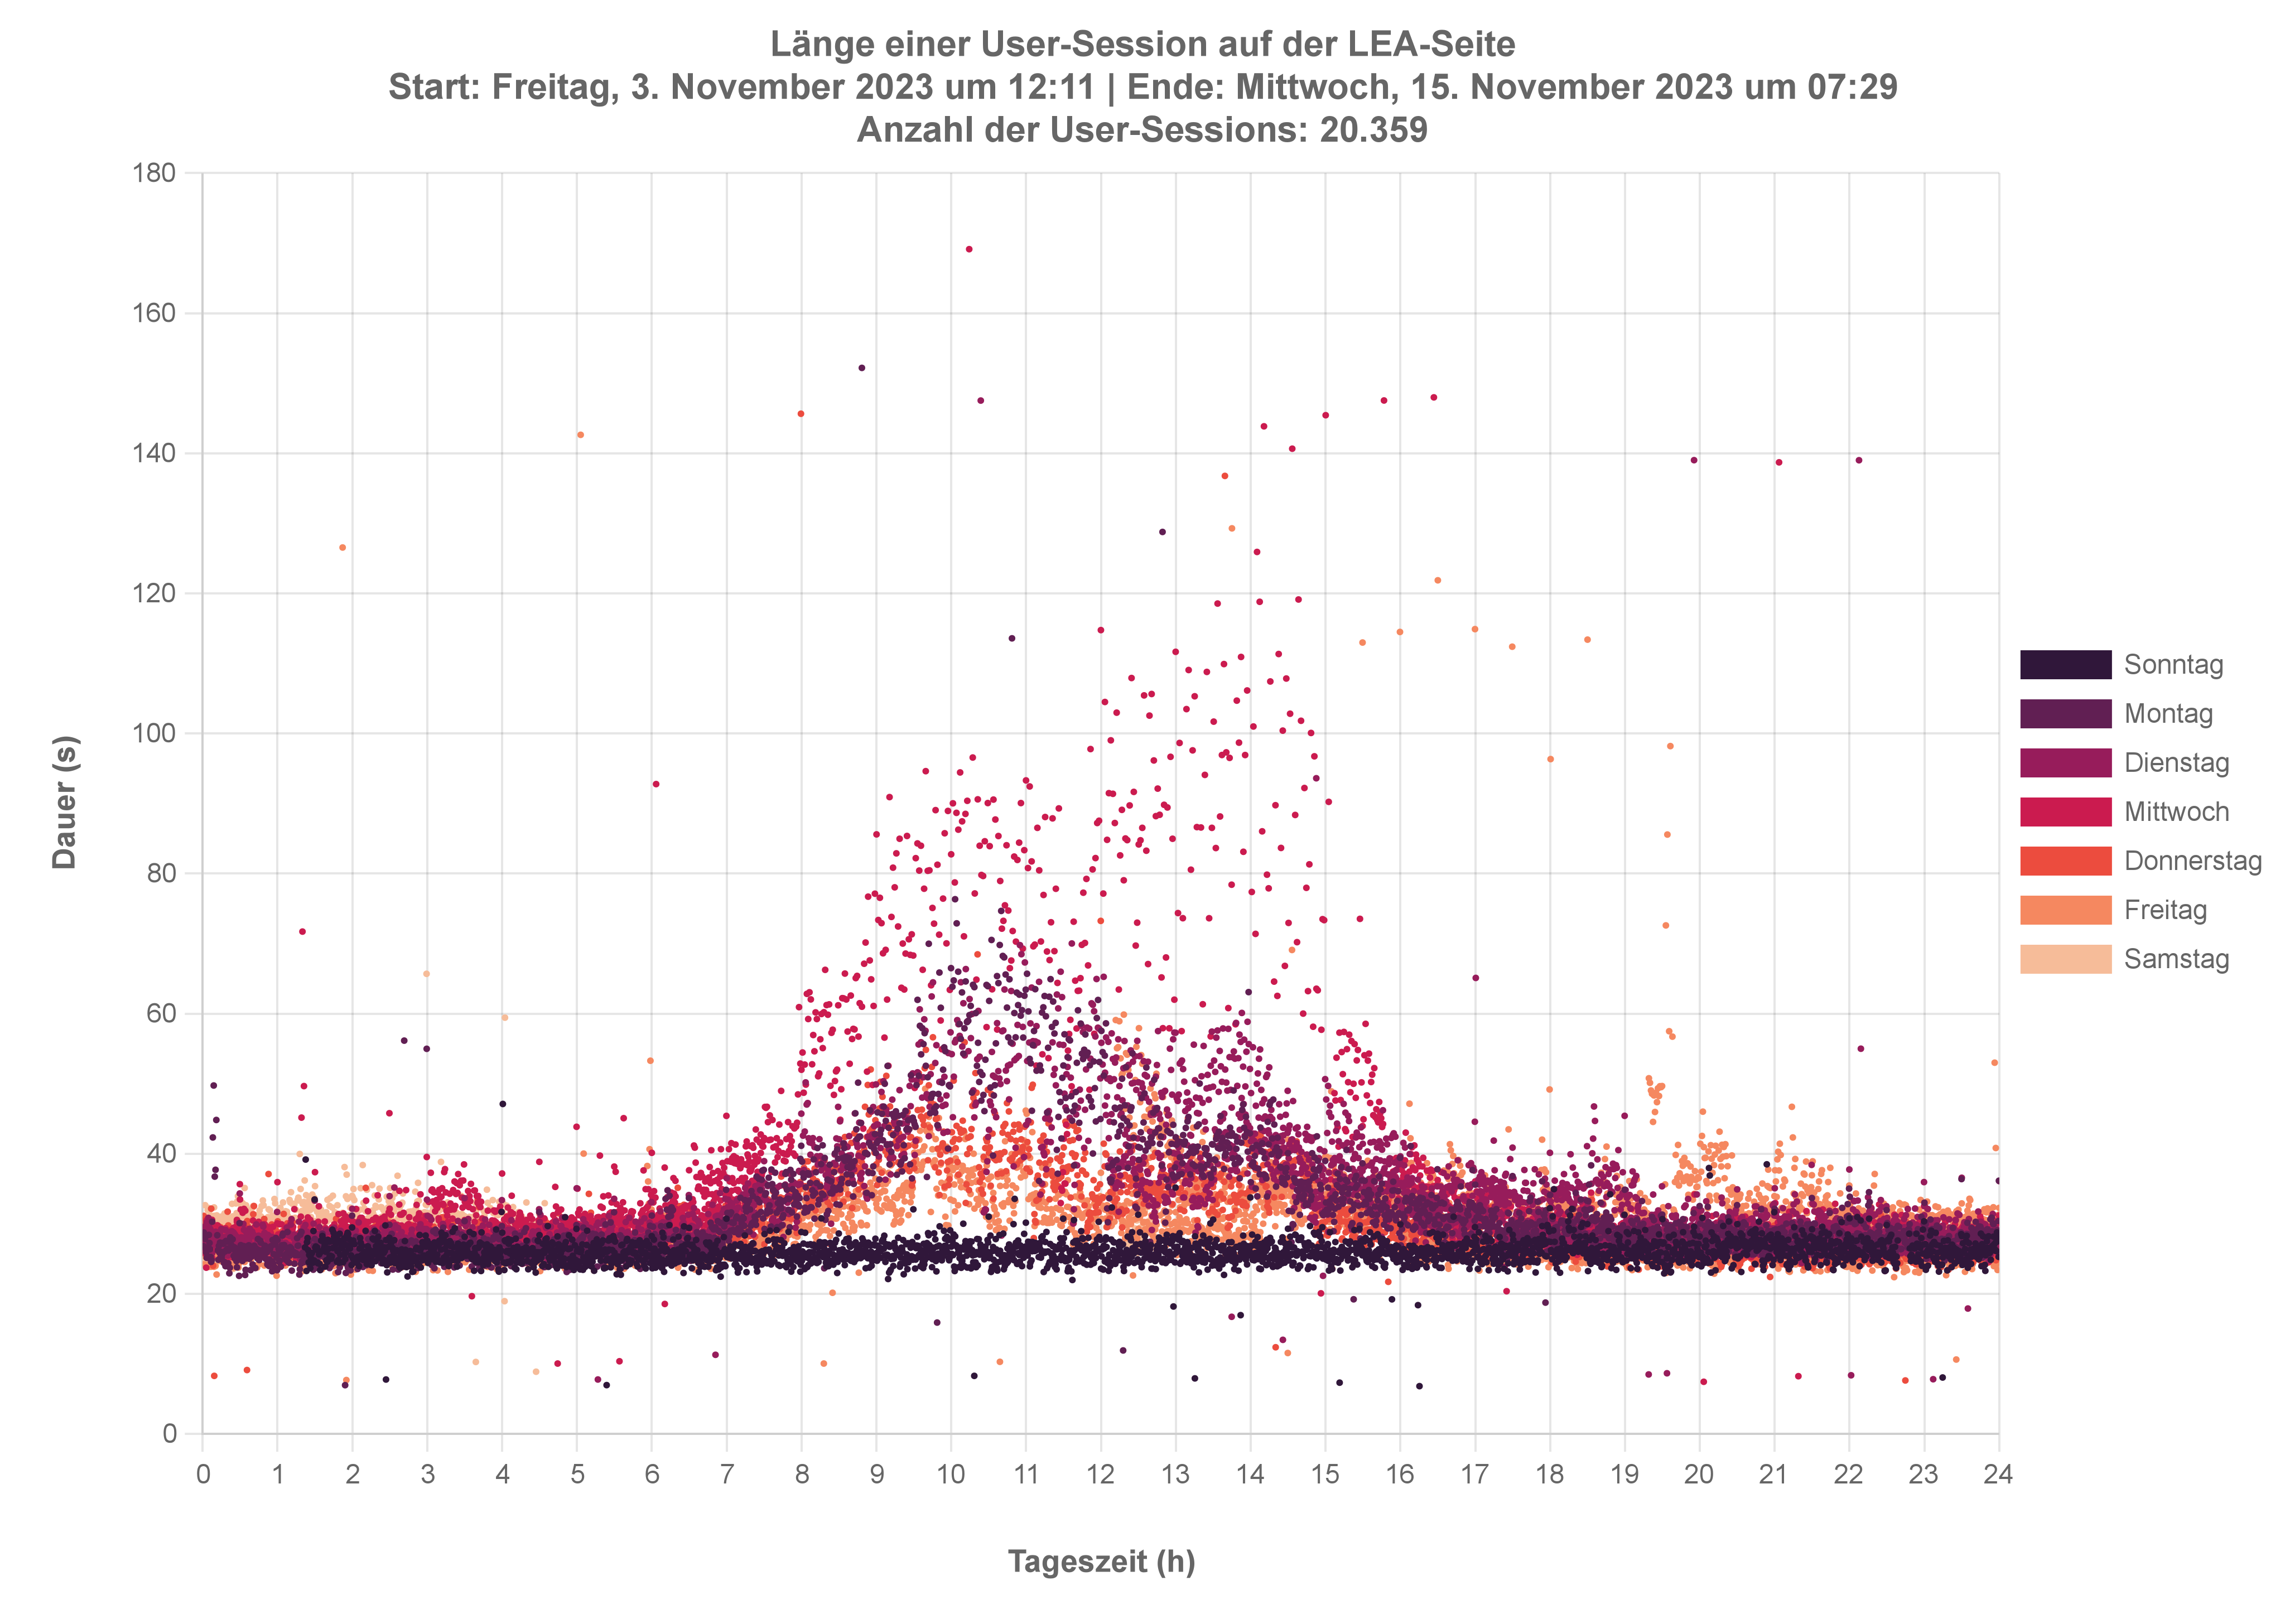 Länge einer User-Session auf der LEA-Seite
Start: Freitag, 3. November 2023 um 12:11 | Ende: Mittwoch, 15. November 2023 um 07:29
Anzahl der User-Sessions: 20.359
180
160
140
120
100
80
60
40
20
0
Dauer (s)
0 1 2 3 4 5 6 7 8 9 10 11 12 13 14 15 16 17 18 19 20 21 22 23 24
Tageszeit (h)
Sonntag
Montag
Dienstag
Mittwoch
Donnerstag
Freitag
Samstag